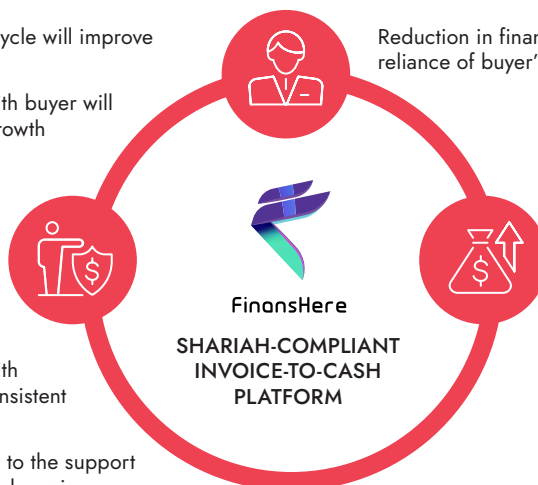 ycle will improve
Reduction in finan
reliance of buyer'
th buyer will
rowth
$
$
FinansHere
SHARIAH-COMPLIANT
INVOICE-TO-CASH
PLATFORM
th
nsistent
to the support